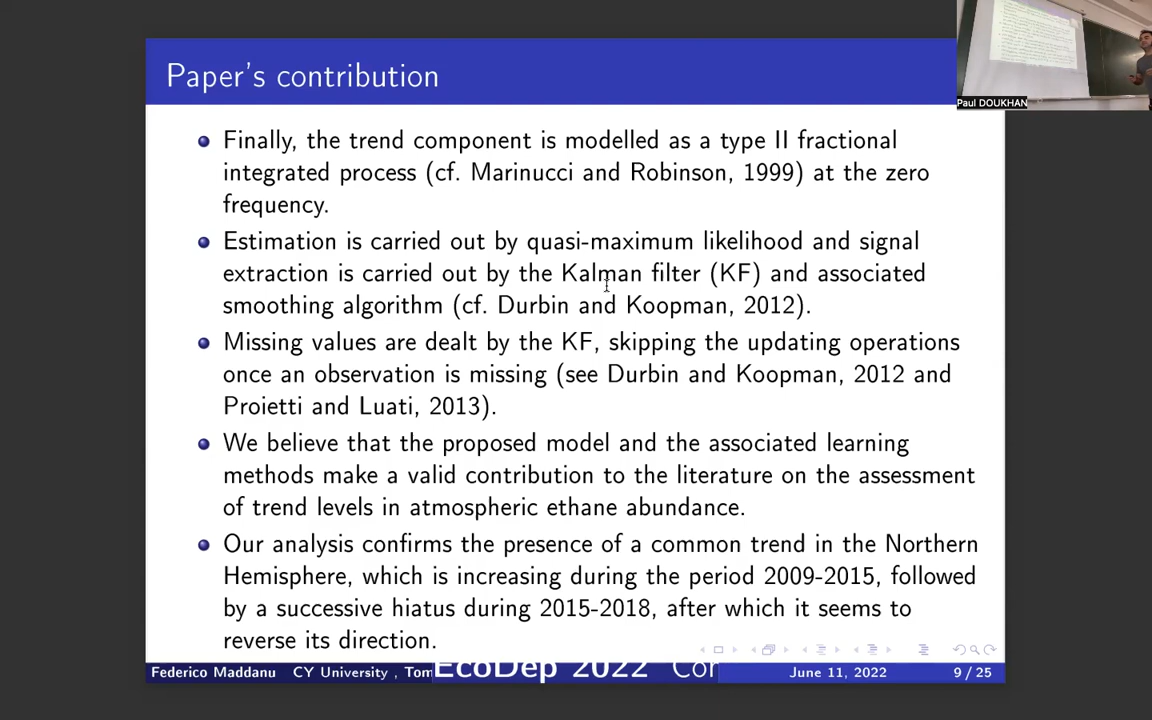 Paper's contribution
Paul DOUKHAN
Finally, the trend component is modelled as a type II fractional
integrated process (cf. Marinucci and Robinson, 1999) at the zero
frequency.
Estimation is carried out by quasi-maximum likelihood and signal
extraction is carried out by the Kalman filter (KF) and associated
smoothing algorithm (cf. Durbin and Koopman, 2012).
Missing values are dealt by the KF, skipping the updating operations
once an observation is missing (see Durbin and Koopman, 2012 and
Proietti and Luati, 2013).
We believe that the proposed model and the associated learning
methods make a valid contribution to the literature on the assessment
of trend levels in atmospheric ethane abundance.
Our analysis confirms the presence of a common trend in the Northern
Hemisphere, which is increasing during the period 2009-2015, followed
by a successive hiatus during 2015-2018, after which it seems to
reverse its direction.
Federico Maddanu CY University , Tom EcoDep 2022 Con June 11, 2022 9 / 25